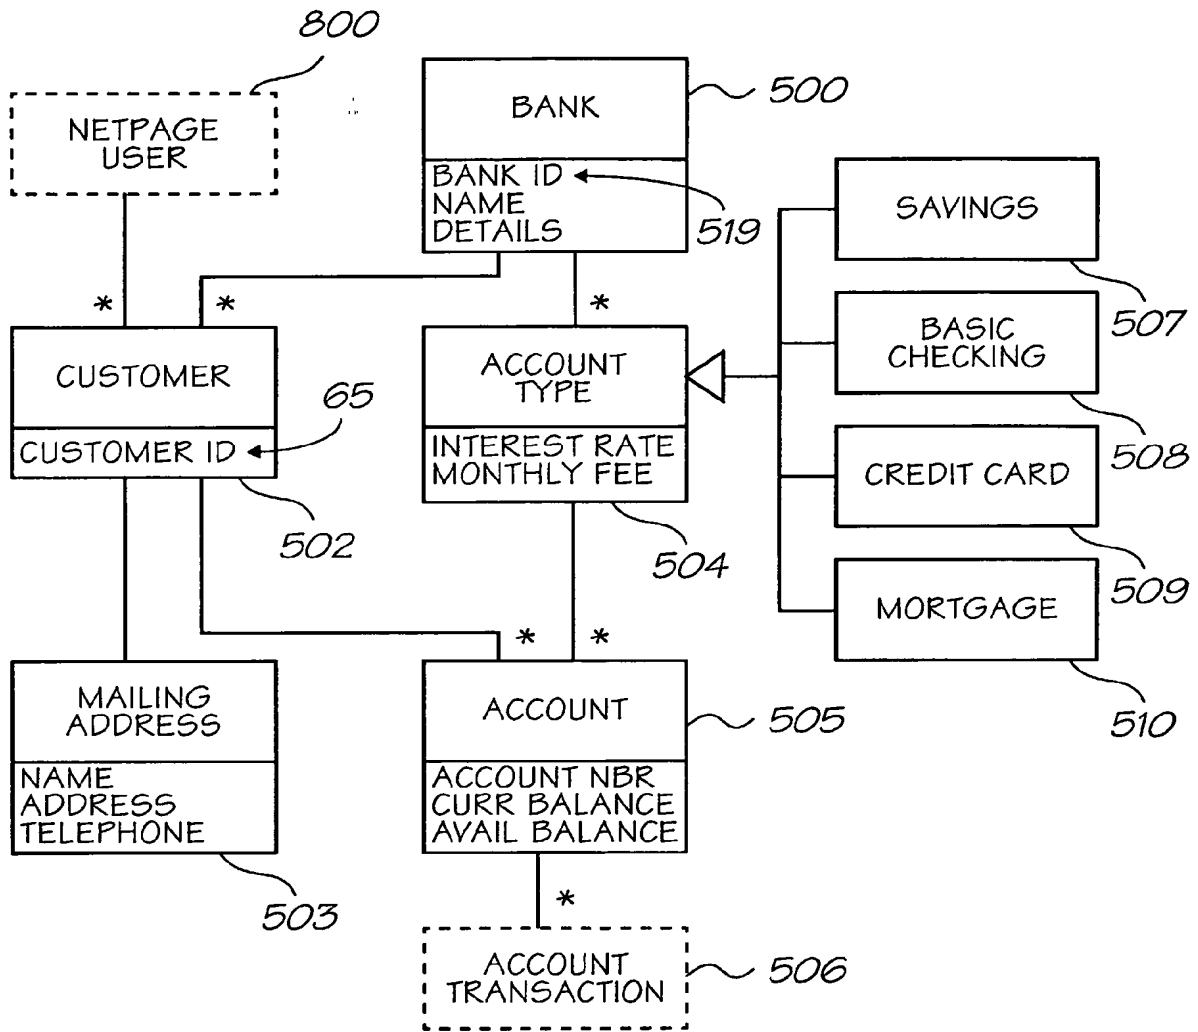 800
NETPAGE
USER
BANK
500
BANK ID
NAME
DETAILS
519
SAVINGS
507
*
*
*
CUSTOMER
CUSTOMER ID
65
502
ACCOUNT
TYPE
INTEREST RATE
MONTHLY FEE
504
BASIC
CHECKING
508
CREDIT CARD
509
MORTGAGE
510
*
*
MAILING
ADDRESS
NAME
ADDRESS
TELEPHONE
503
ACCOUNT
505
ACCOUNT NBR
CURR BALANCE
AVAIL BALANCE
*
ACCOUNT
TRANSACTION
506